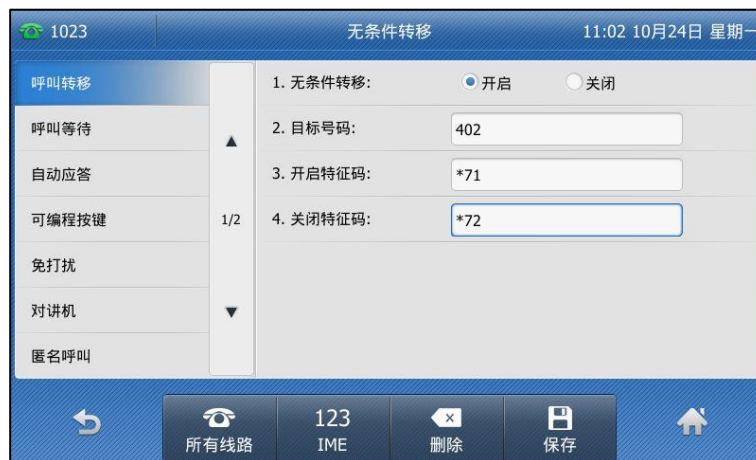 1023 无条件转移 11:02 10月24日 星期一
呼叫转移
呼叫等待
自动应答
可编程按键
免打扰
对讲机
匿名呼叫
1/2
1. 无条件转移: 开启 关闭
2. 目标号码: 402
3. 开启特征码: *71
4. 关闭特征码: *72
所有线路
123
IME
删除
保存